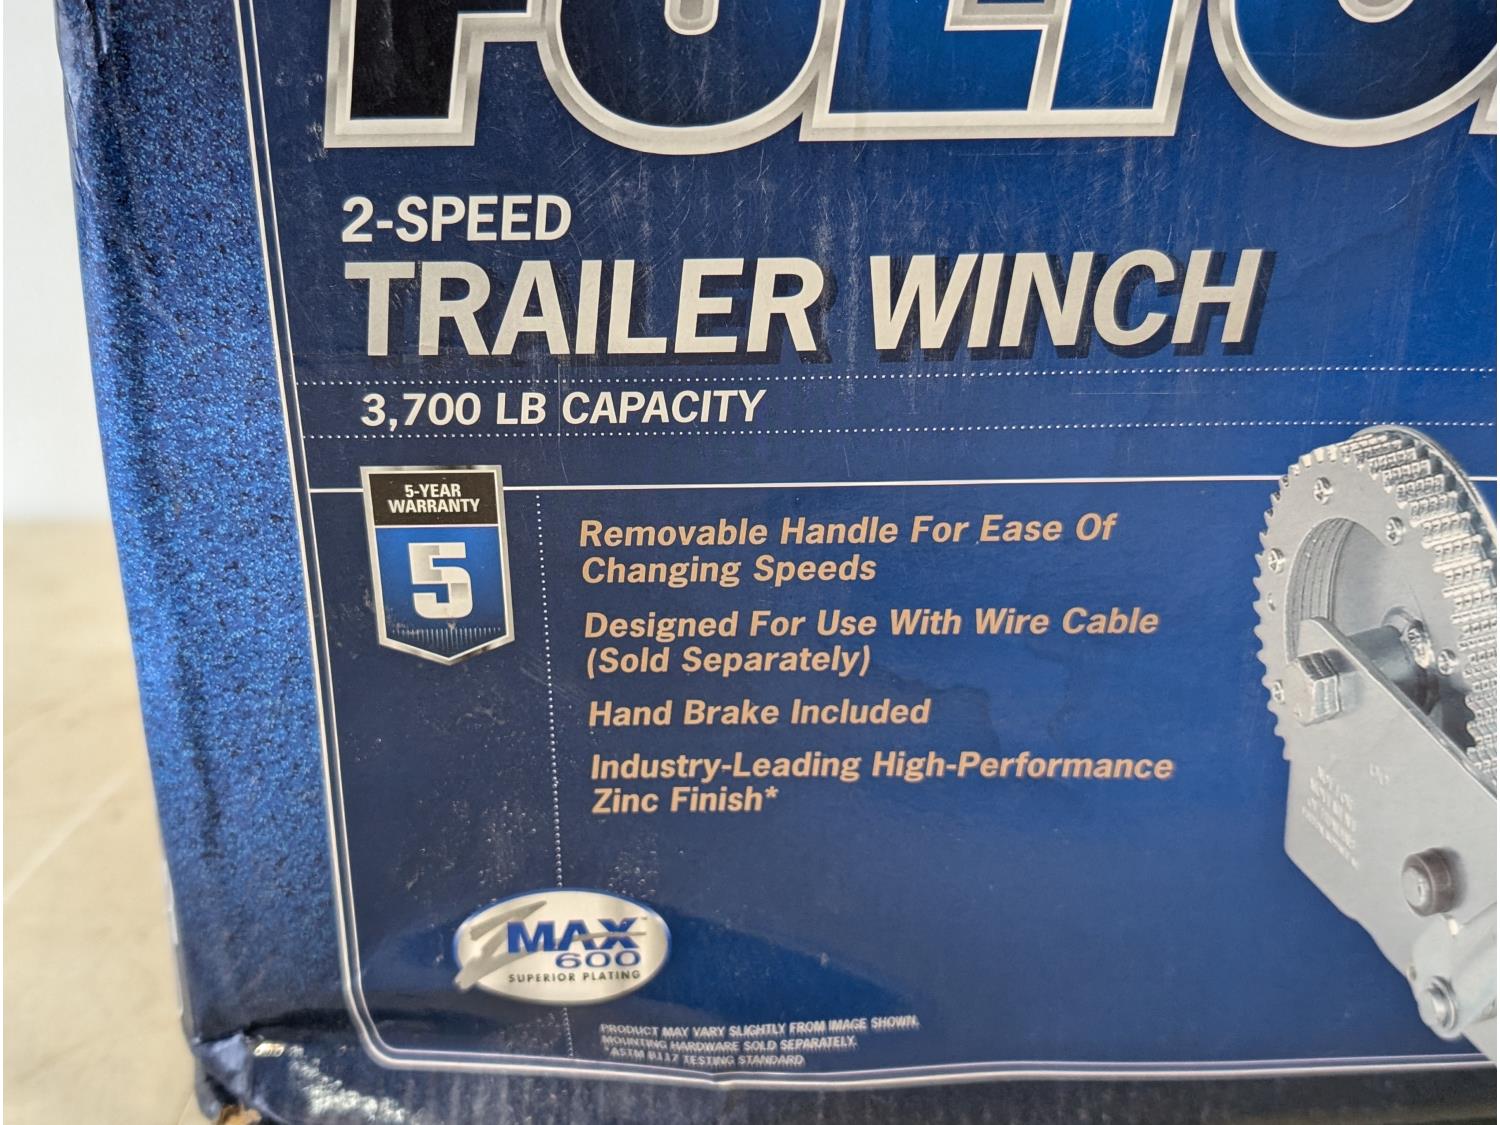 FULTON
2-SPEED
TRAILER WINCH
3,700 LB CAPACITY
5-YEAR
WARRANTY
5
Removable Handle For Ease Of
Changing Speeds
Designed For Use With Wire Cable
(Sold Separately)
Hand Brake Included
Industry-Leading High-Performance
Zinc Finish*
ZMAX™
600
SUPERIOR PLATING
PRODUCT MAY VARY SLIGHTLY FROM IMAGE SHOWN.
MOUNTING HARDWARE SOLD SEPARATELY.
*ASTM B117 TESTING STANDARD